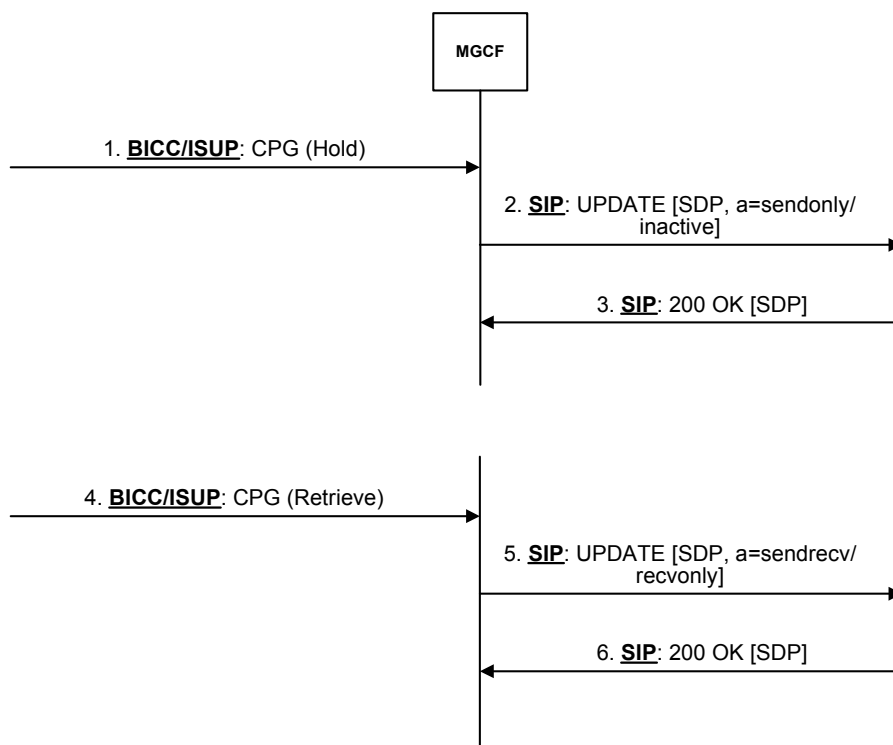 MGCF
1. BICC/ISUP: CPG (Hold)
2. SIP: UPDATE [SDP, a=sendonly/
inactive]
3. SIP: 200 OK [SDP]
4. BICC/ISUP: CPG (Retrieve)
5. SIP: UPDATE [SDP, a=sendrecv/
recvonly]
6. SIP: 200 OK [SDP]